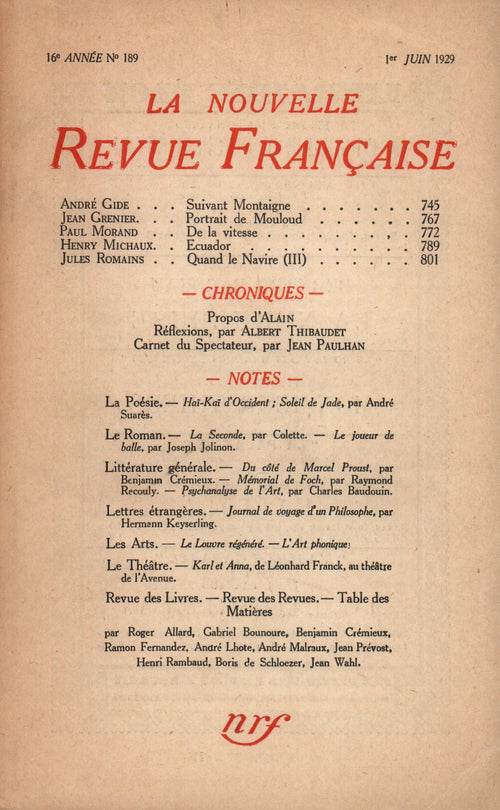 16e ANNÉE No 189 1er JUIN 1929
LA NOUVELLE
REVUE FRANÇAISE
ANDRÉ GIDE . . . Suivant Montaigne . . . . . . . 745
JEAN GRENIER. . . Portrait de Mouloud . . . . . . 767
PAUL MORAND . . De la vitesse . . . . . . . . . 772
HENRY MICHAUX. . Ecuador . . . . . . . . . . 789
JULES ROMAINS . . Quand le Navire (III) . . . . . . 801
— CHRONIQUES —
Propos d'ALAIN
Réflexions, par ALBERT THIBAUDET
Carnet du Spectateur, par JEAN PAULHAN
— NOTES —
La Poésie. — Haï-Kaï d'Occident ; Soleil de Jade, par André
Suarès.
Le Roman. — La Seconde, par Colette. — Le joueur de
balle, par Joseph Jolinon.
Littérature générale. — Du côté de Marcel Proust, par
Benjamin Crémieux. — Mémorial de Foch, par Raymond
Recouly. — Psychanalyse de l'Art, par Charles Baudouin.
Lettres étrangères. — Journal de voyage d'un Philosophe, par
Hermann Keyserling.
Les Arts. — Le Louvre régénéré. — L'Art phonique.
Le Théâtre. — Karl et Anna, de Léonhard Franck, au théâtre
de l'Avenue.
Revue des Livres. — Revue des Revues. — Table des
Matières
par Roger Allard, Gabriel Bounoure, Benjamin Crémieux,
Ramon Fernandez, André Lhote, André Malraux, Jean Prévost,
Henri Rambaud, Boris de Schloezer, Jean Wahl.
nrf